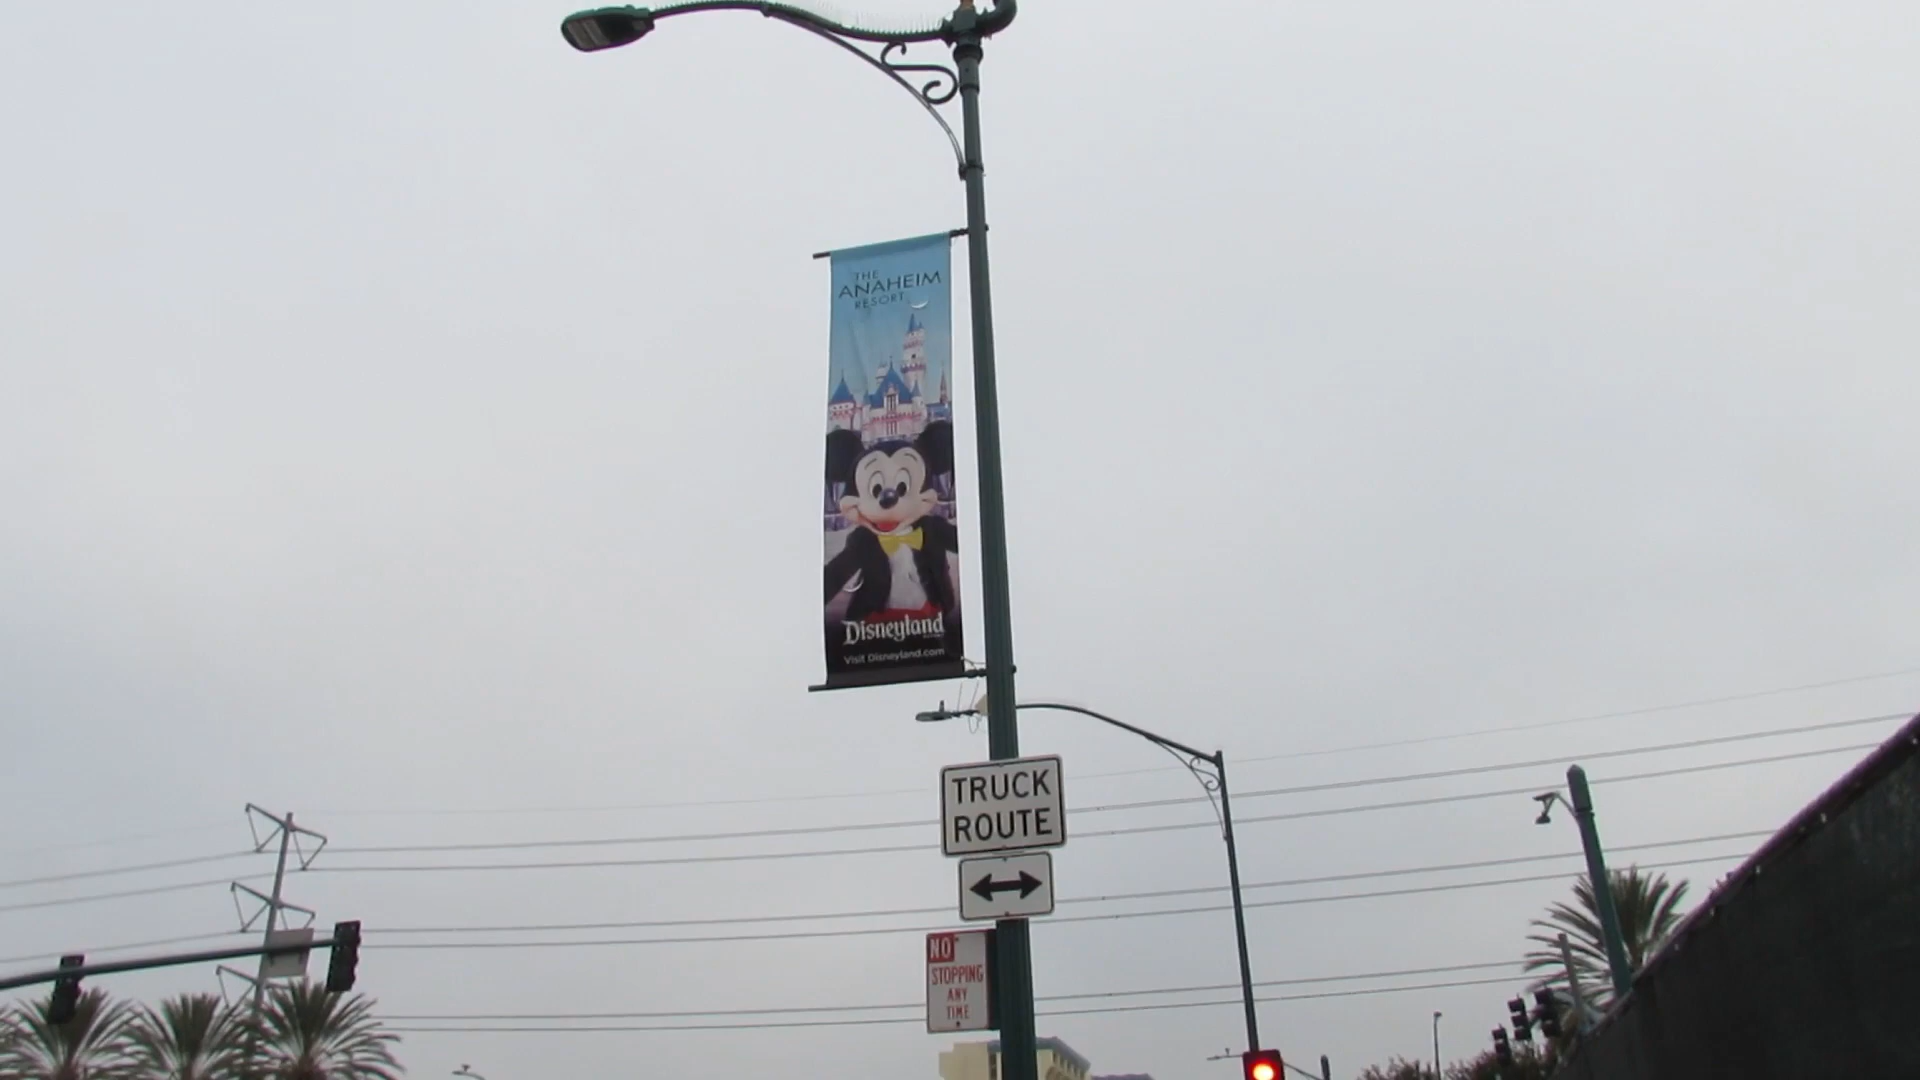 THE
ANAHEIM
RESORT
Disneyland
Visit Disneyland.com
TRUCK
ROUTE
NO
STOPPING
ANY
TIME